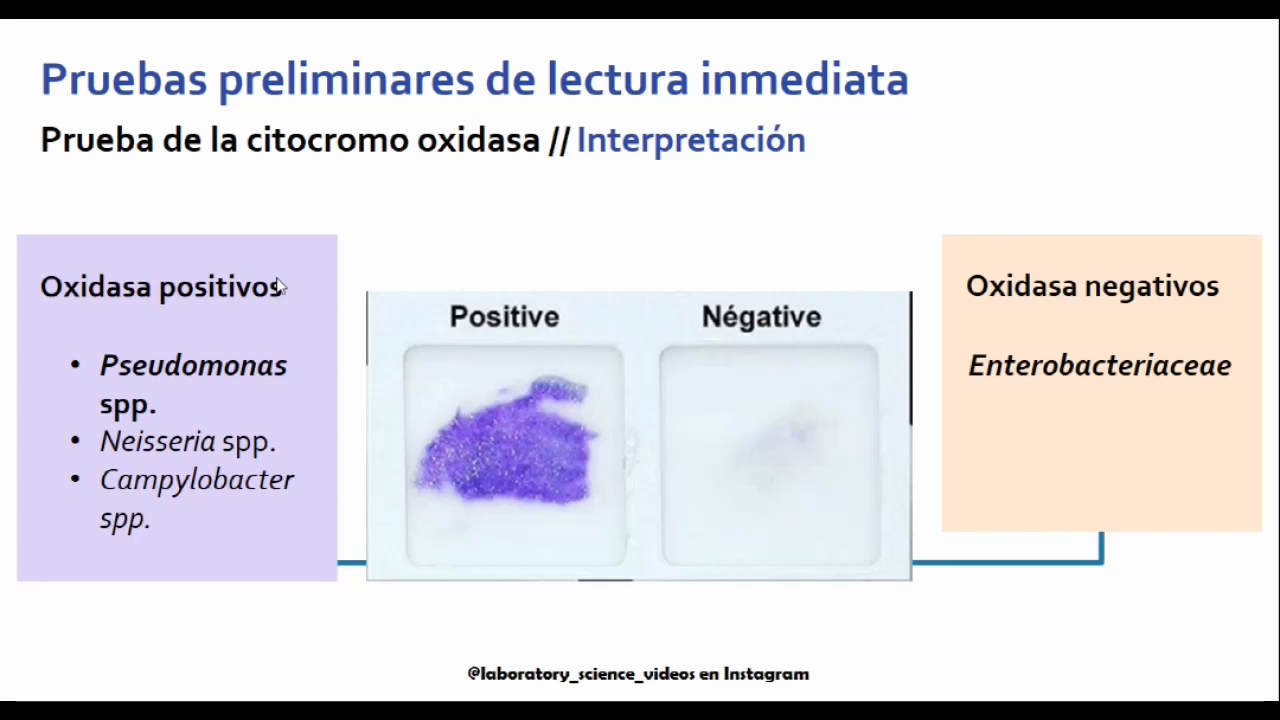 Pruebas preliminares de lectura inmediata
Prueba de la citocromo oxidasa // Interpretación
Oxidasa positivos
• Pseudomonas
spp.
• Neisseria spp.
• Campylobacter
spp.
Positive
Négative
Oxidasa negativos
Enterobacteriaceae
@laboratory_science_videos en Instagram